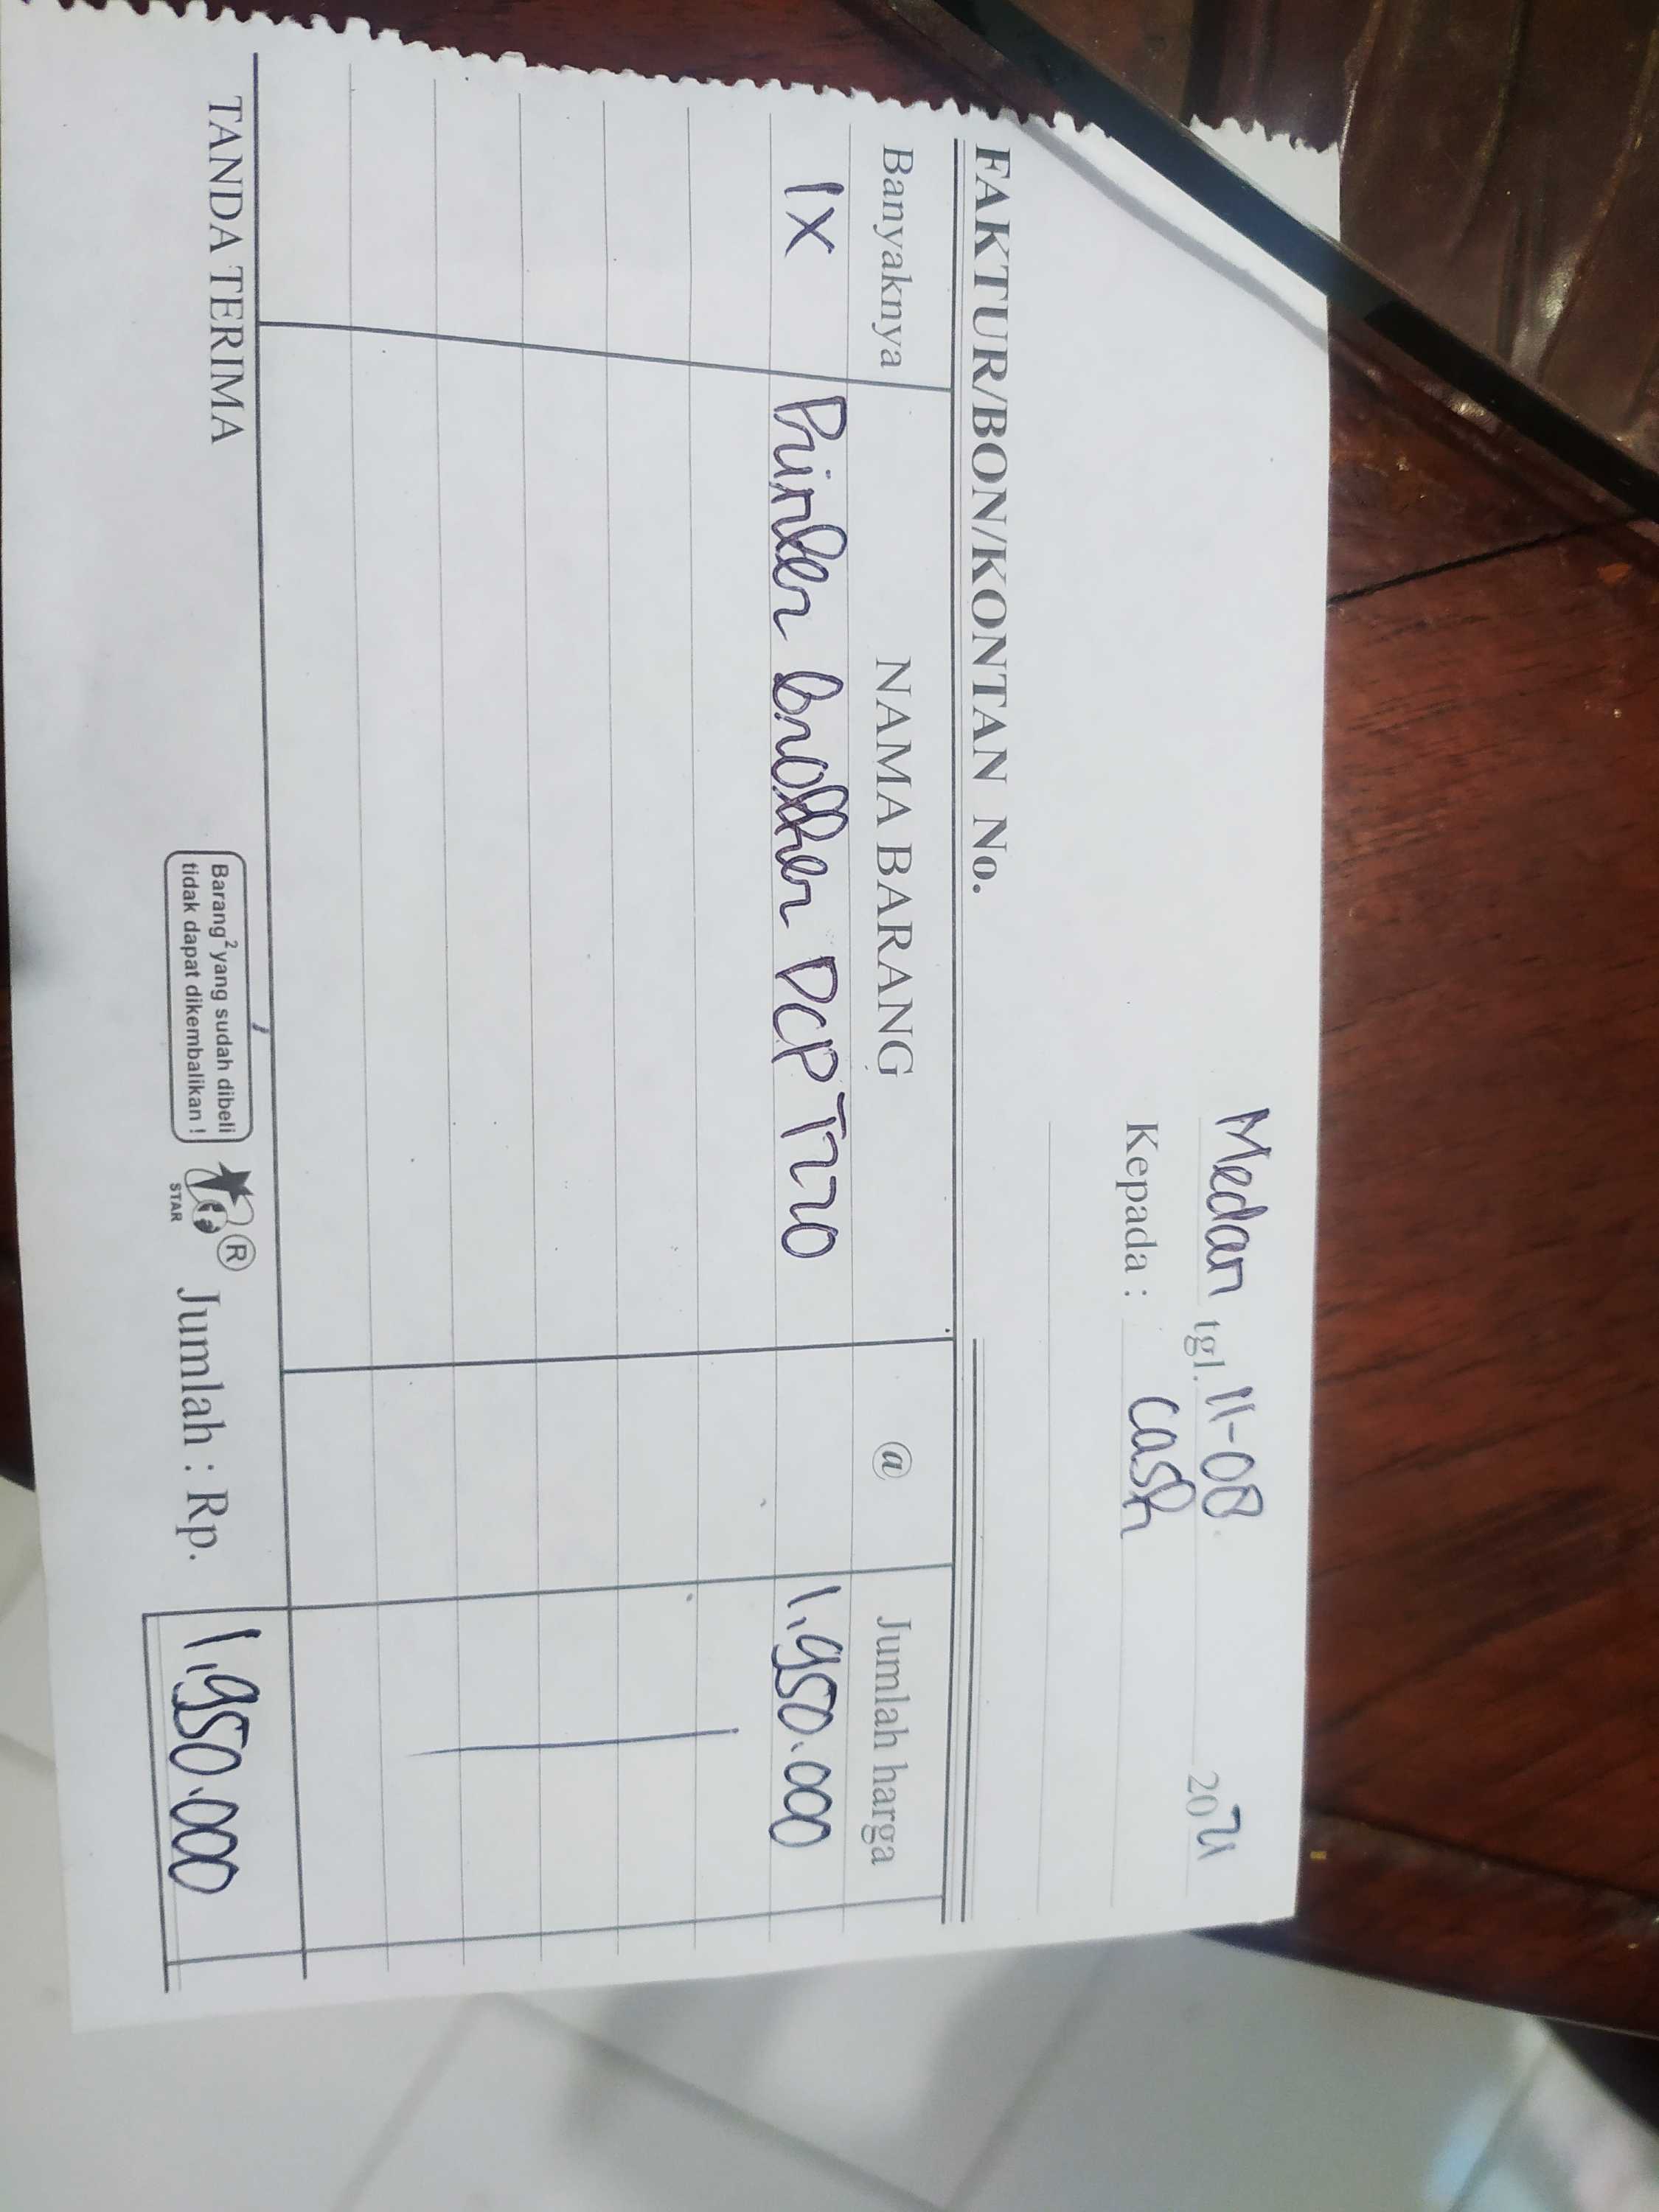 Medan tgl. 11-08 2021
Kepada : cash
FAKTUR/BON/KONTAN No.
Banyaknya NAMA BARANG @ Jumlah harga
1x Printer brother DCP T220 1.950.000
TANDA TERIMA
Barang² yang sudah dibeli
tidak dapat dikembalikan !
®
STAR
Jumlah : Rp. 1.950.000